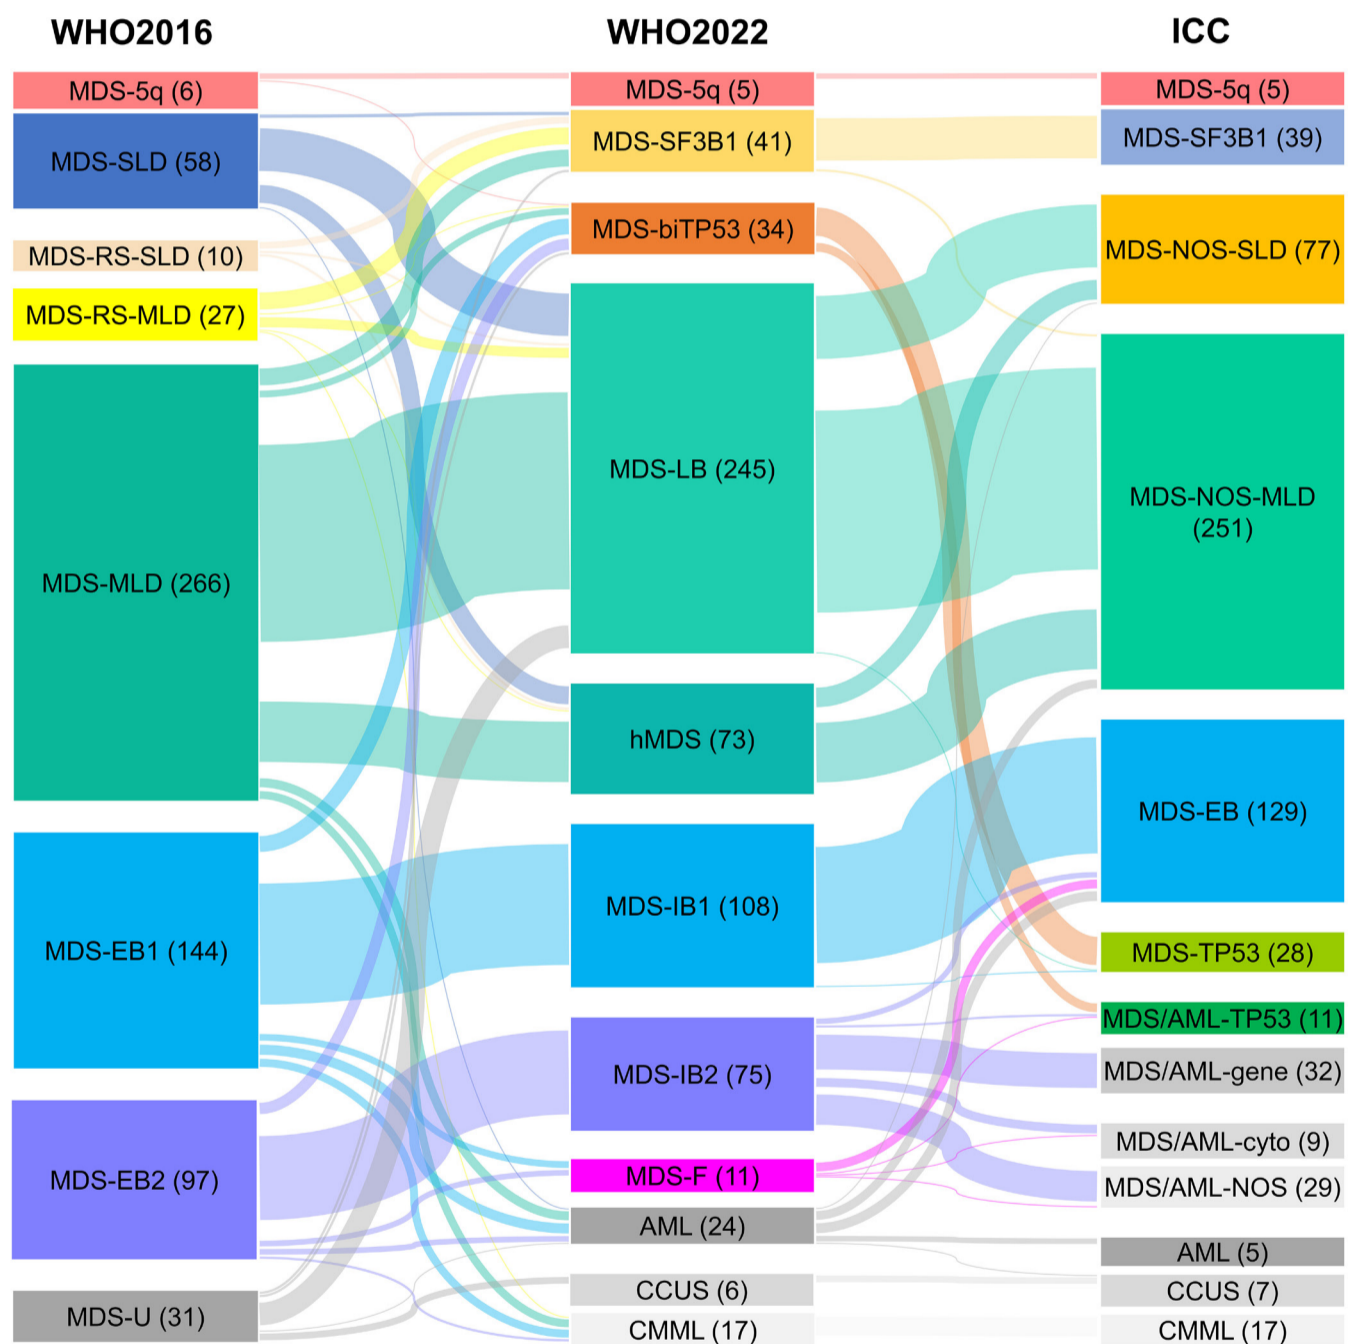 WHO2016
WHO2022
ICC
MDS-5q (6)
MDS-SLD (58)
MDS-RS-SLD (10)
MDS-RS-MLD (27)
MDS-MLD (266)
MDS-EB1 (144)
MDS-EB2 (97)
MDS-U (31)
MDS-5q (5)
MDS-SF3B1 (41)
MDS-biTP53 (34)
MDS-LB (245)
hMDS (73)
MDS-IB1 (108)
MDS-IB2 (75)
MDS-F (11)
AML (24)
CCUS (6)
CMML (17)
MDS-5q (5)
MDS-SF3B1 (39)
MDS-NOS-SLD (77)
MDS-NOS-MLD
(251)
MDS-EB (129)
MDS-TP53 (28)
MDS/AML-TP53 (11)
MDS/AML-gene (32)
MDS/AML-cyto (9)
MDS/AML-NOS (29)
AML (5)
CCUS (7)
CMML (17)